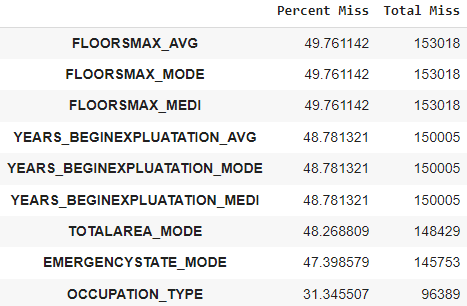 Percent Miss Total Miss
FLOORSMAX_AVG 49.761142 153018
FLOORSMAX_MODE 49.761142 153018
FLOORSMAX_MEDI 49.761142 153018
YEARS_BEGINEXPLUATATION_AVG 48.781321 150005
YEARS_BEGINEXPLUATATION_MODE 48.781321 150005
YEARS_BEGINEXPLUATATION_MEDI 48.781321 150005
TOTALAREA_MODE 48.268809 148429
EMERGENCYSTATE_MODE 47.398579 145753
OCCUPATION_TYPE 31.345507 96389